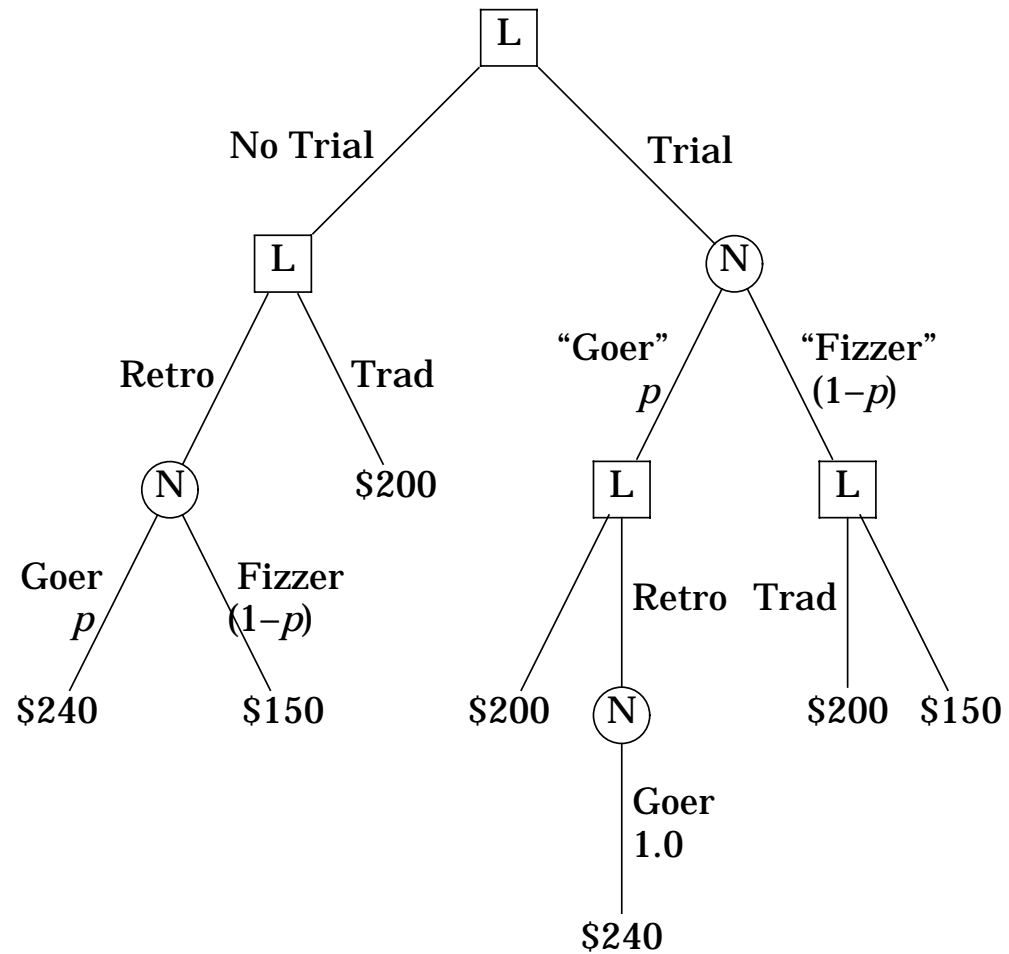 L
No Trial
Trial
L
N
Retro
Trad
“Goer”
p
“Fizzer”
(1–p)
N
$200
L
L
Goer
p
Fizzer
(1–p)
Retro
Trad
$240
$150
$200
N
$200
$150
Goer
1.0
$240